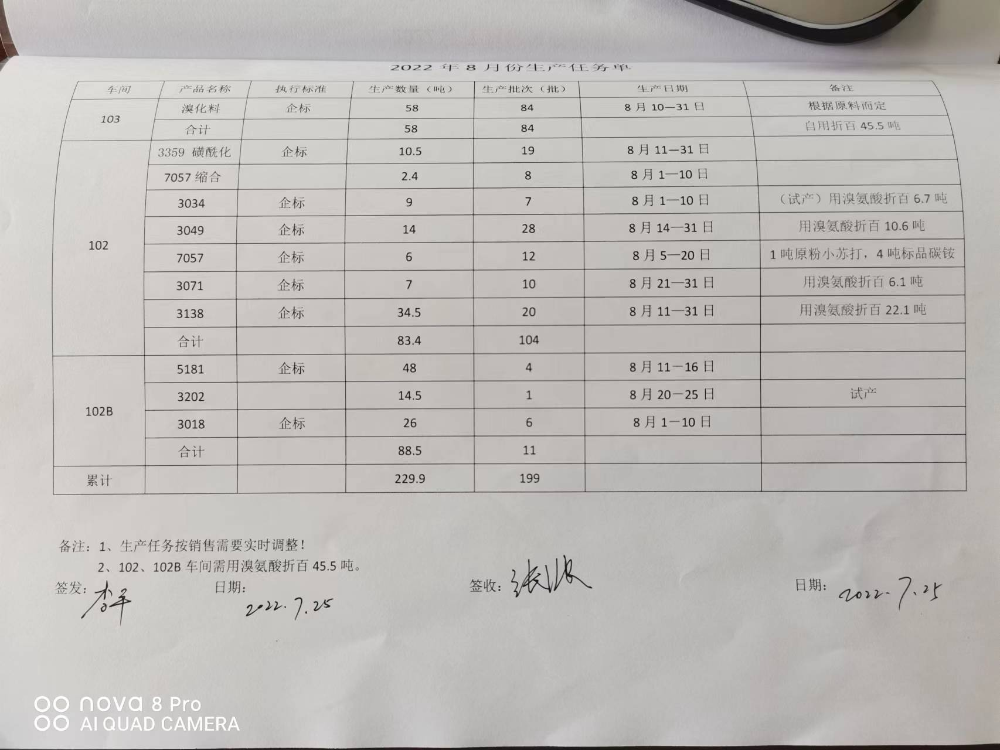 2022 年 8 月份生产任务单
车间 产品名称 执行标准 生产数量（吨） 生产批次（批） 生产日期 备注
103 溴化料 企标 58 84 8 月 10—31 日 根据原料而定
合计 58 84 自用折百 45.5 吨
102 3359 磺酰化 企标 10.5 19 8 月 11—31 日
7057 缩合 2.4 8 8 月 1—10 日
3034 企标 9 7 8 月 1—10 日 （试产）用溴氨酸折百 6.7 吨
3049 企标 14 28 8 月 14—31 日 用溴氨酸折百 10.6 吨
7057 企标 6 12 8 月 5—20 日 1 吨原粉小苏打，4 吨标品碳铵
3071 企标 7 10 8 月 21—31 日 用溴氨酸折百 6.1 吨
3138 企标 34.5 20 8 月 11—31 日 用溴氨酸折百 22.1 吨
合计 83.4 104
102B 5181 企标 48 4 8 月 11－16 日
3202 14.5 1 8 月 20－25 日 试产
3018 企标 26 6 8 月 1－10 日
合计 88.5 11
累计 229.9 199
备注：1、生产任务按销售需要实时调整！
2、102、102B 车间需用溴氨酸折百 45.5 吨。
签发： 李平 日期： 2022.7.25 签收： 张波 日期： 2022.7.25
nova 8 Pro
AI QUAD CAMERA